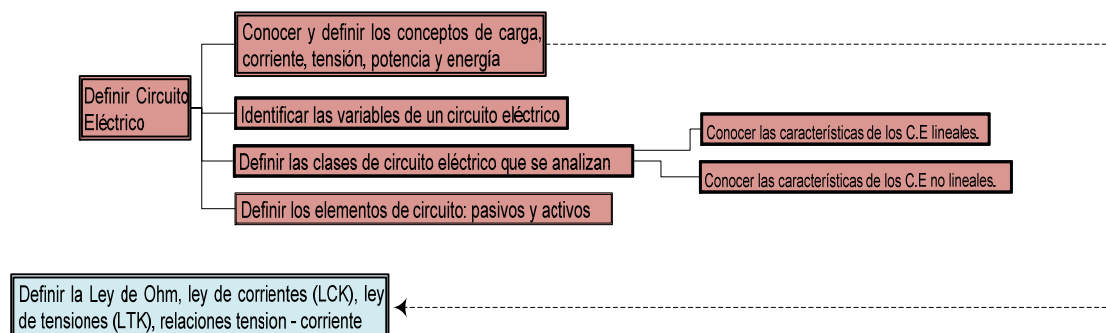 Conocer y definir los conceptos de carga,
corriente, tensión, potencia y energía
Definir Circuito
Eléctrico
Identificar las variables de un circuito eléctrico
Definir las clases de circuito eléctrico que se analizan
Conocer las características de los C.E lineales.
Conocer las características de los C.E no lineales.
Definir los elementos de circuito: pasivos y activos
Definir la Ley de Ohm, ley de corrientes (LCK), ley
de tensiones (LTK), relaciones tension - corriente